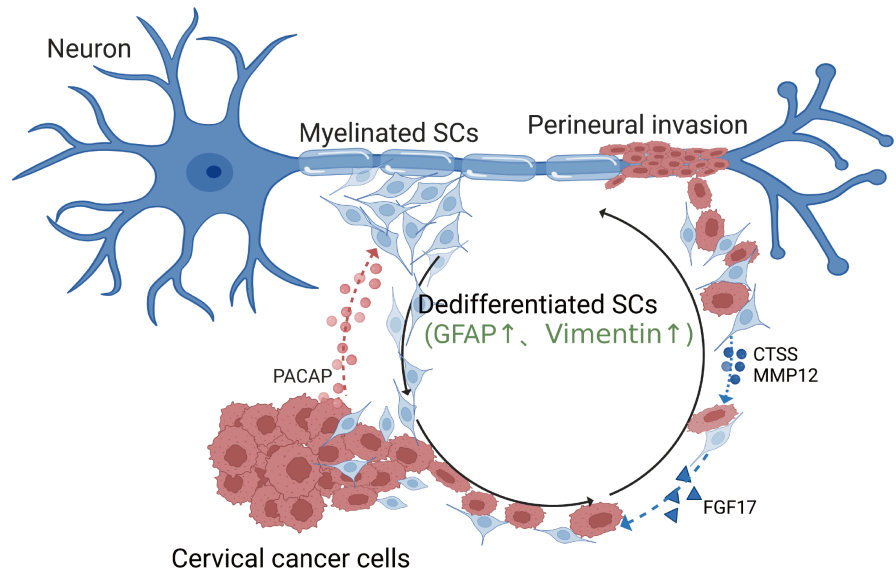 Neuron
Myelinated SCs
Perineural invasion
Dedifferentiated SCs
(GFAP↑、Vimentin↑)
CTSS
MMP12
PACAP
FGF17
Cervical cancer cells